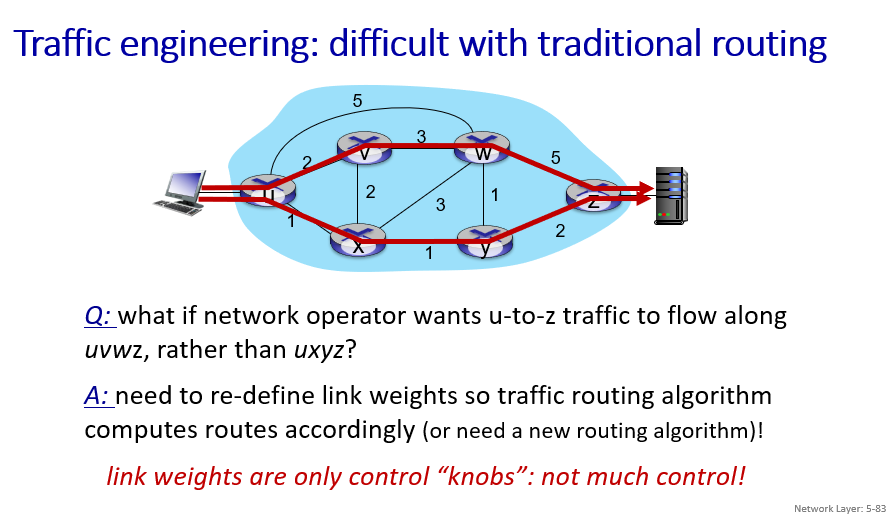 Traffic engineering: difficult with traditional routing
5
3
v
w
2
5
2
3
1
u
z
1
x
1
y
2
Q: what if network operator wants u-to-z traffic to flow along
uvwz, rather than uxyz?
A: need to re-define link weights so traffic routing algorithm
computes routes accordingly (or need a new routing algorithm)!
link weights are only control “knobs”: not much control!
Network Layer: 5-83